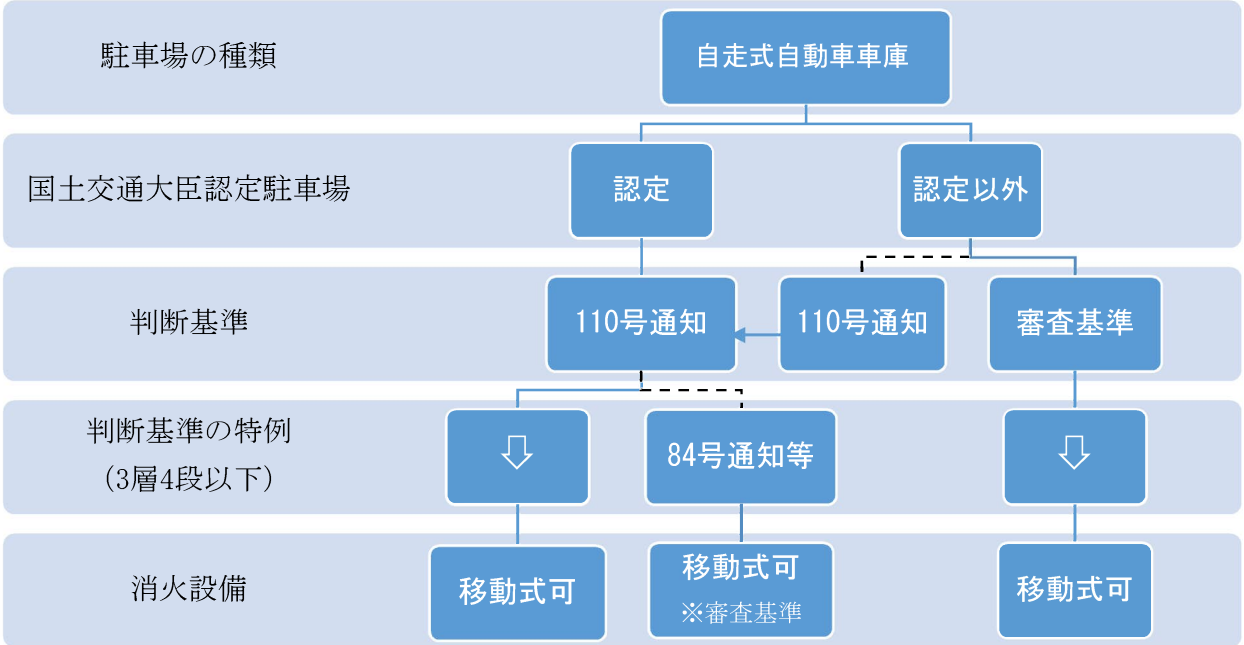 駐車場の種類
自走式自動車車庫
国土交通大臣認定駐車場
認定
認定以外
判断基準
110号通知
110号通知
審査基準
判断基準の特例
（3層4段以下）
84号通知等
消火設備
移動式可
移動式可
※審査基準
移動式可